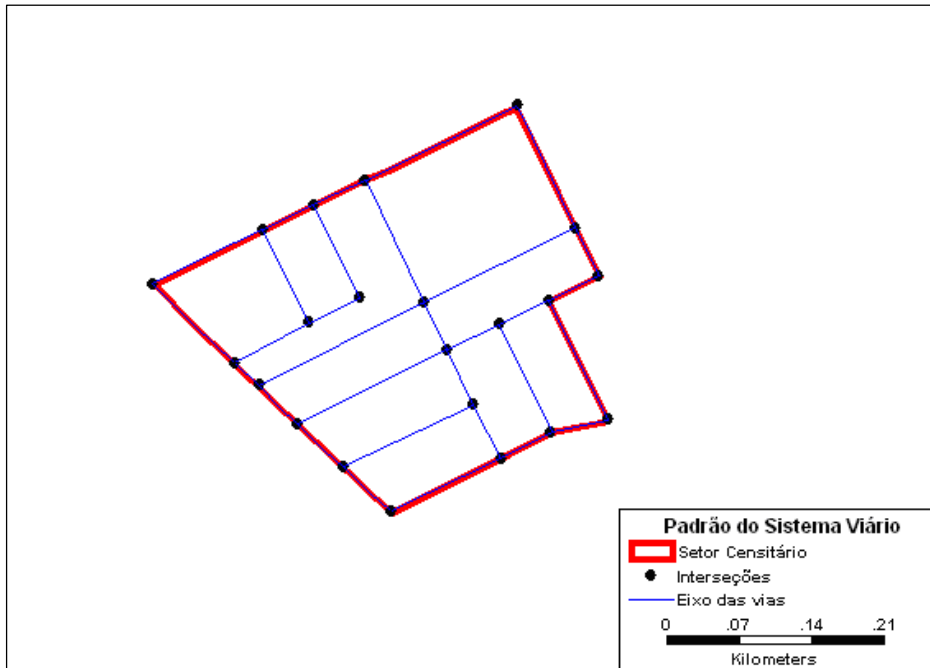 Padrão do Sistema Viário
Setor Censitário
Interseções
Eixo das vias
0 .07 .14 .21
Kilometers